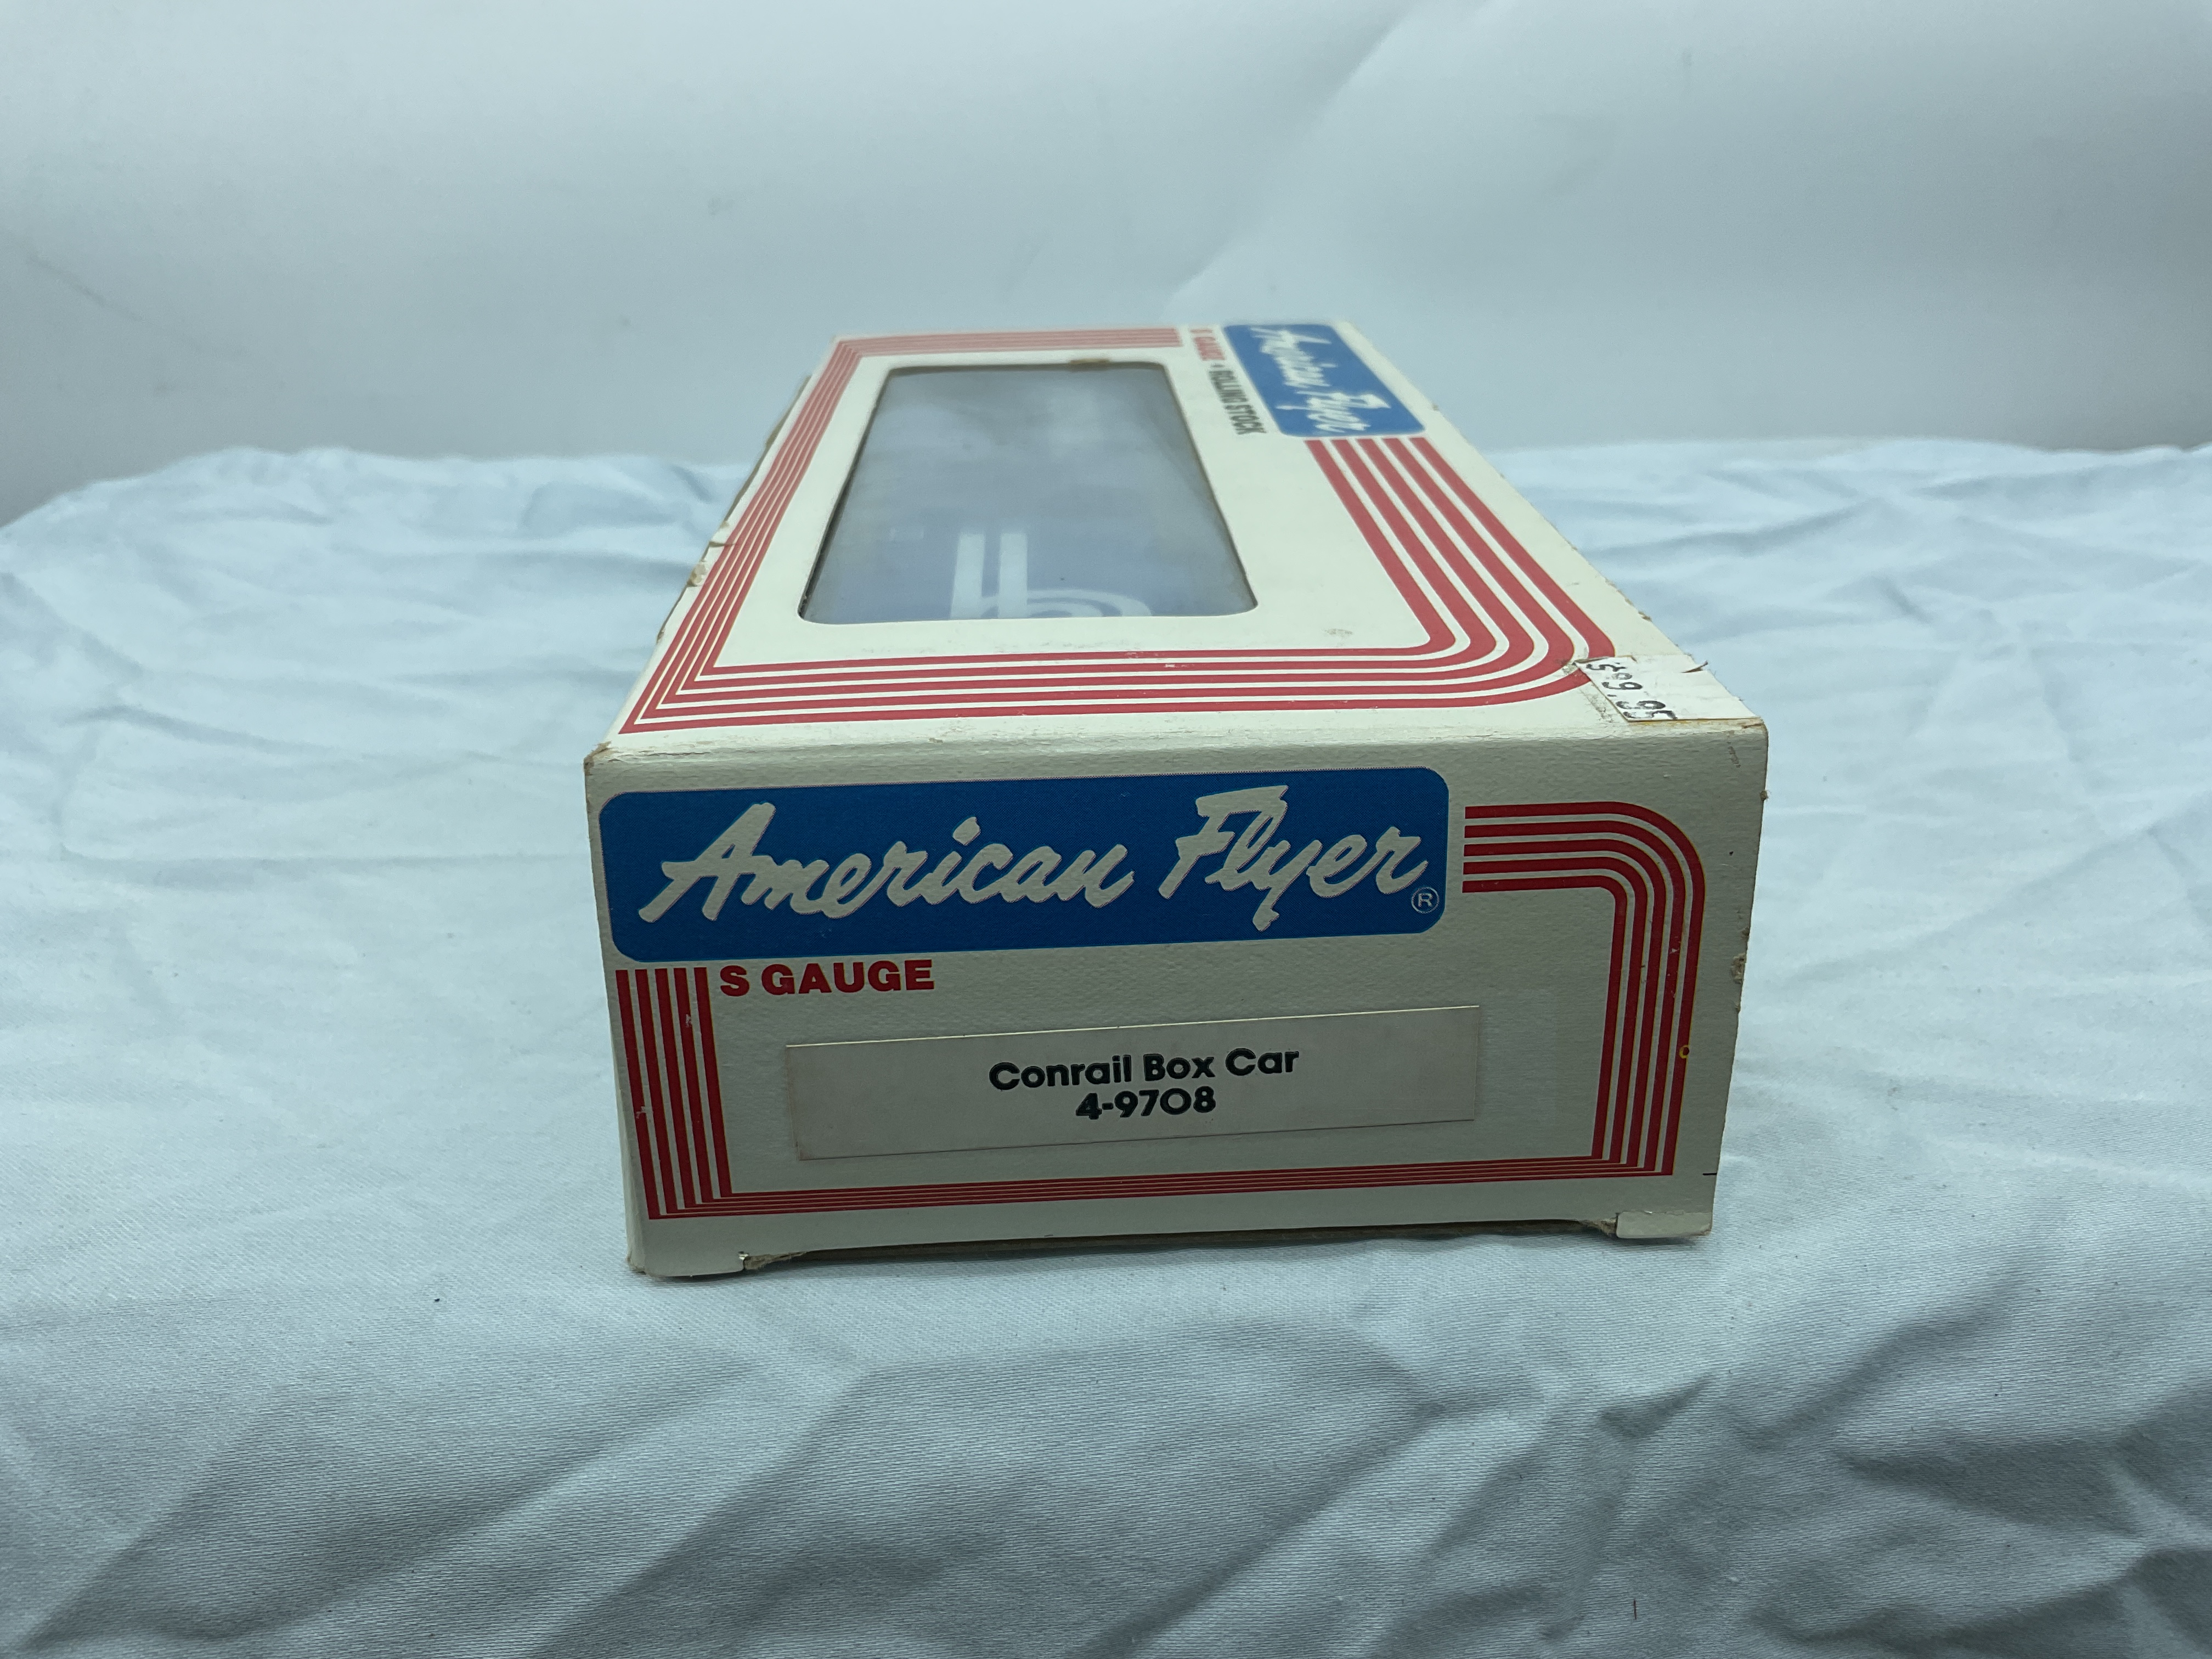 American Flyer
S GAUGE • ROLLING STOCK
American Flyer ®
S GAUGE
Conrail Box Car
4-9708